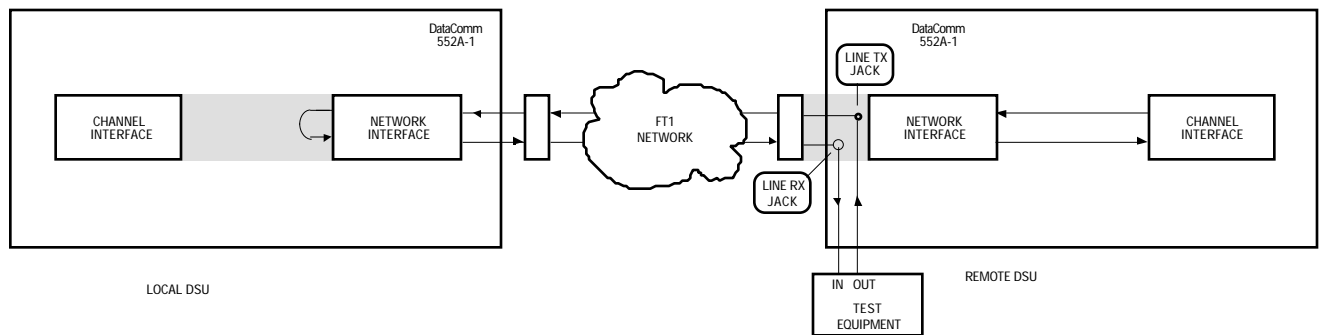 DataComm
552A-1
DataComm
552A-1
LINE TX
JACK
CHANNEL
INTERFACE
NETWORK
INTERFACE
FT1
NETWORK
NETWORK
INTERFACE
CHANNEL
INTERFACE
LINE RX
JACK
LOCAL DSU
REMOTE DSU
IN OUT
TEST
EQUIPMENT